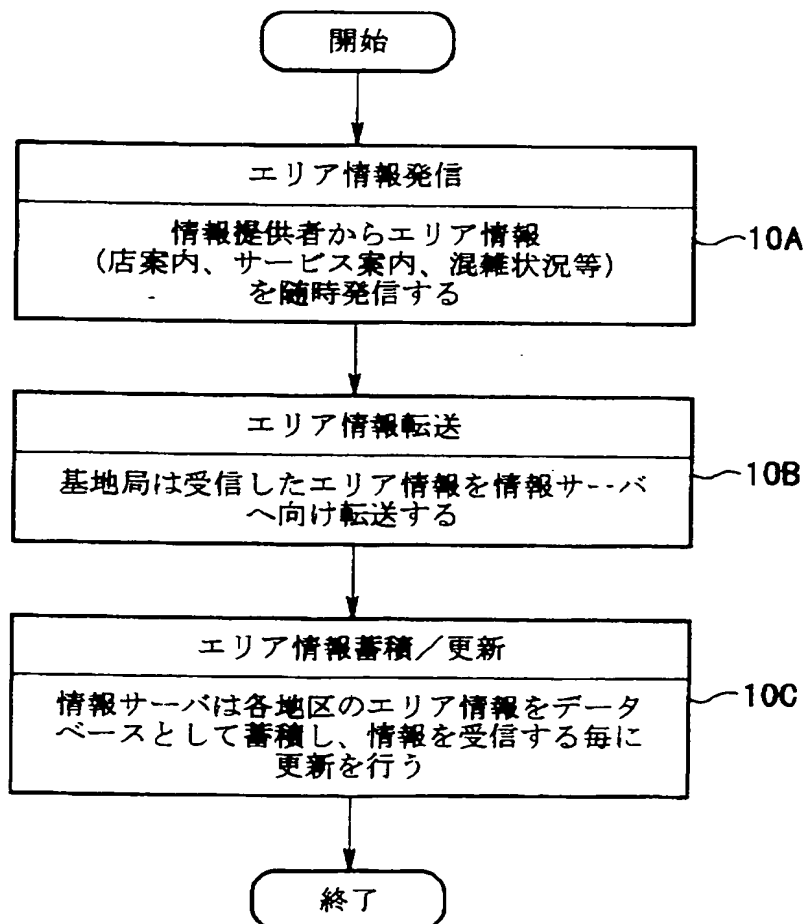 開始
エリア情報発信
情報提供者からエリア情報
(店案内、サービス案内、混雑状況等)
を随時発信する
10A
エリア情報転送
基地局は受信したエリア情報を情報サーバ
へ向け転送する
10B
エリア情報蓄積／更新
情報サーバは各地区のエリア情報をデータ
ベースとして蓄積し、情報を受信する毎に
更新を行う
10C
終了